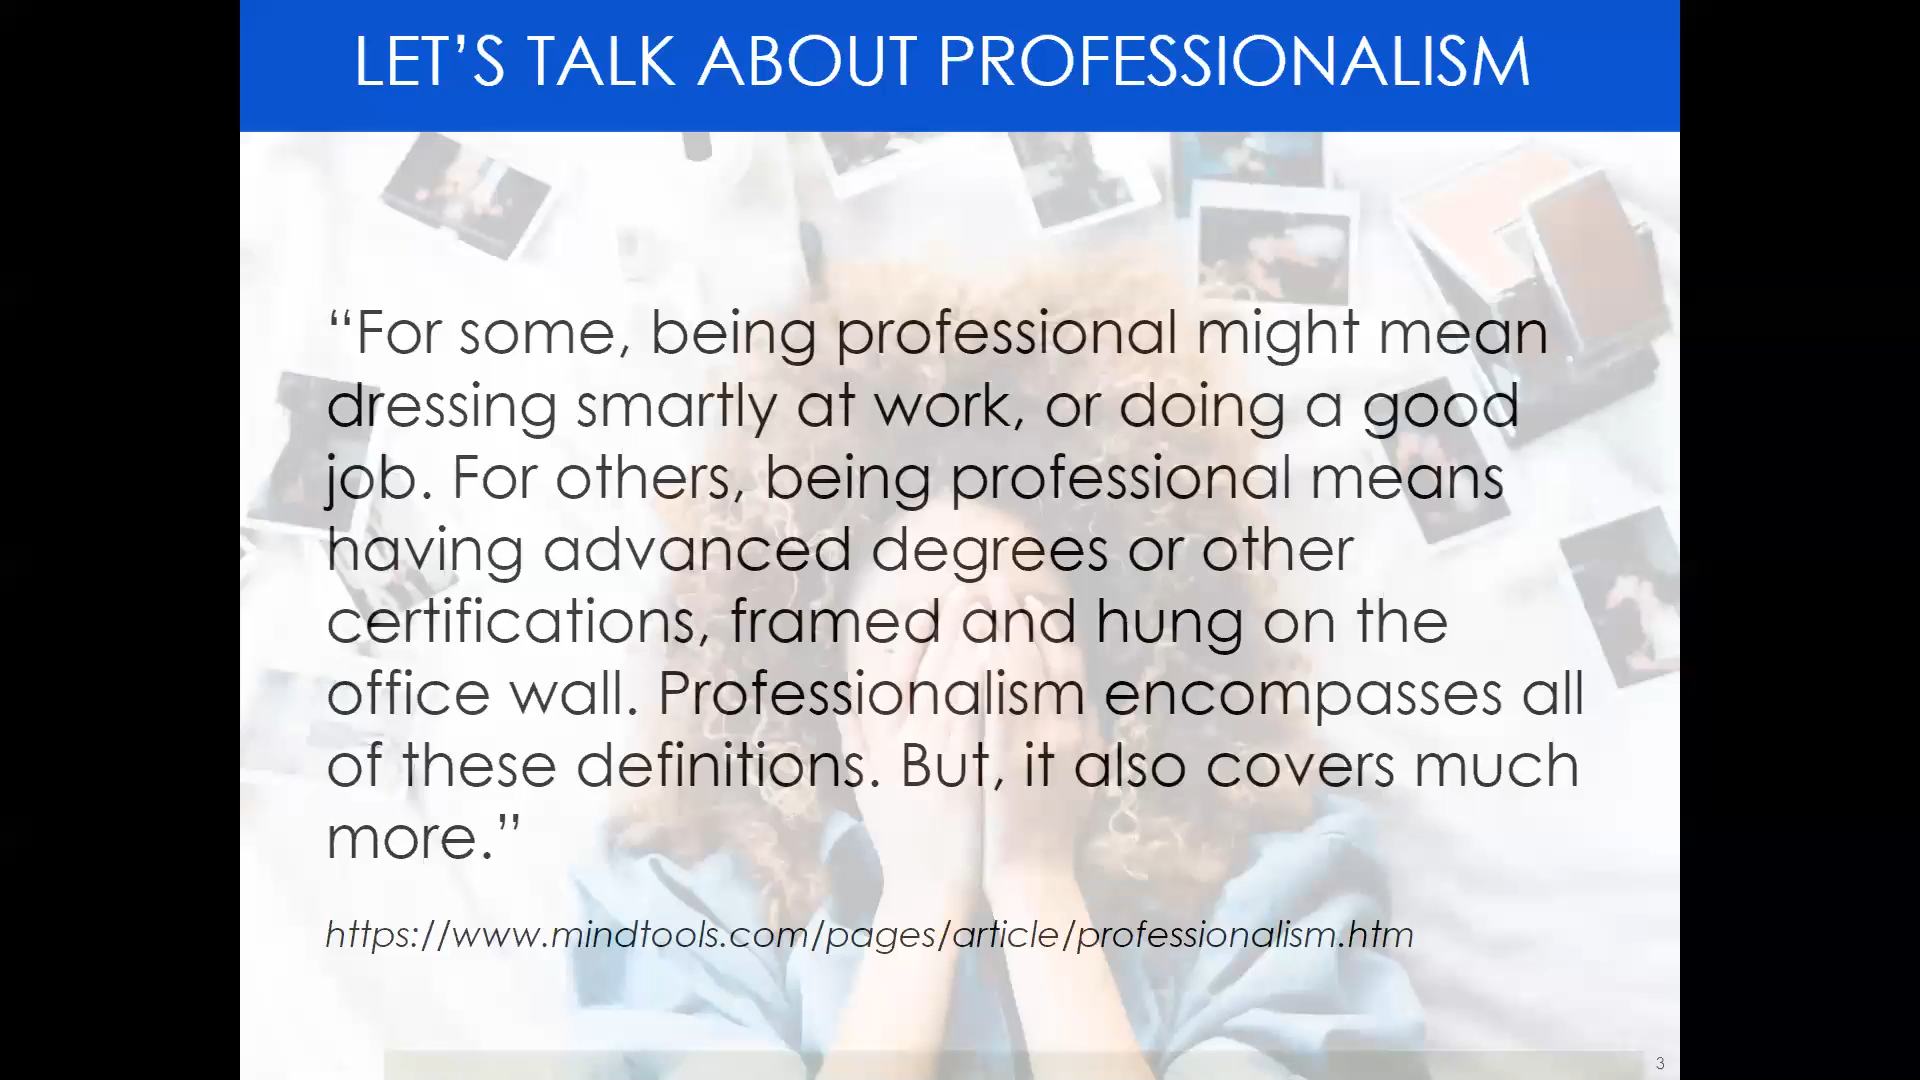 LET’S TALK ABOUT PROFESSIONALISM
“For some, being professional might mean
dressing smartly at work, or doing a good
job. For others, being professional means
having advanced degrees or other
certifications, framed and hung on the
office wall. Professionalism encompasses all
of these definitions. But, it also covers much
more.”
https://www.mindtools.com/pages/article/professionalism.htm
3